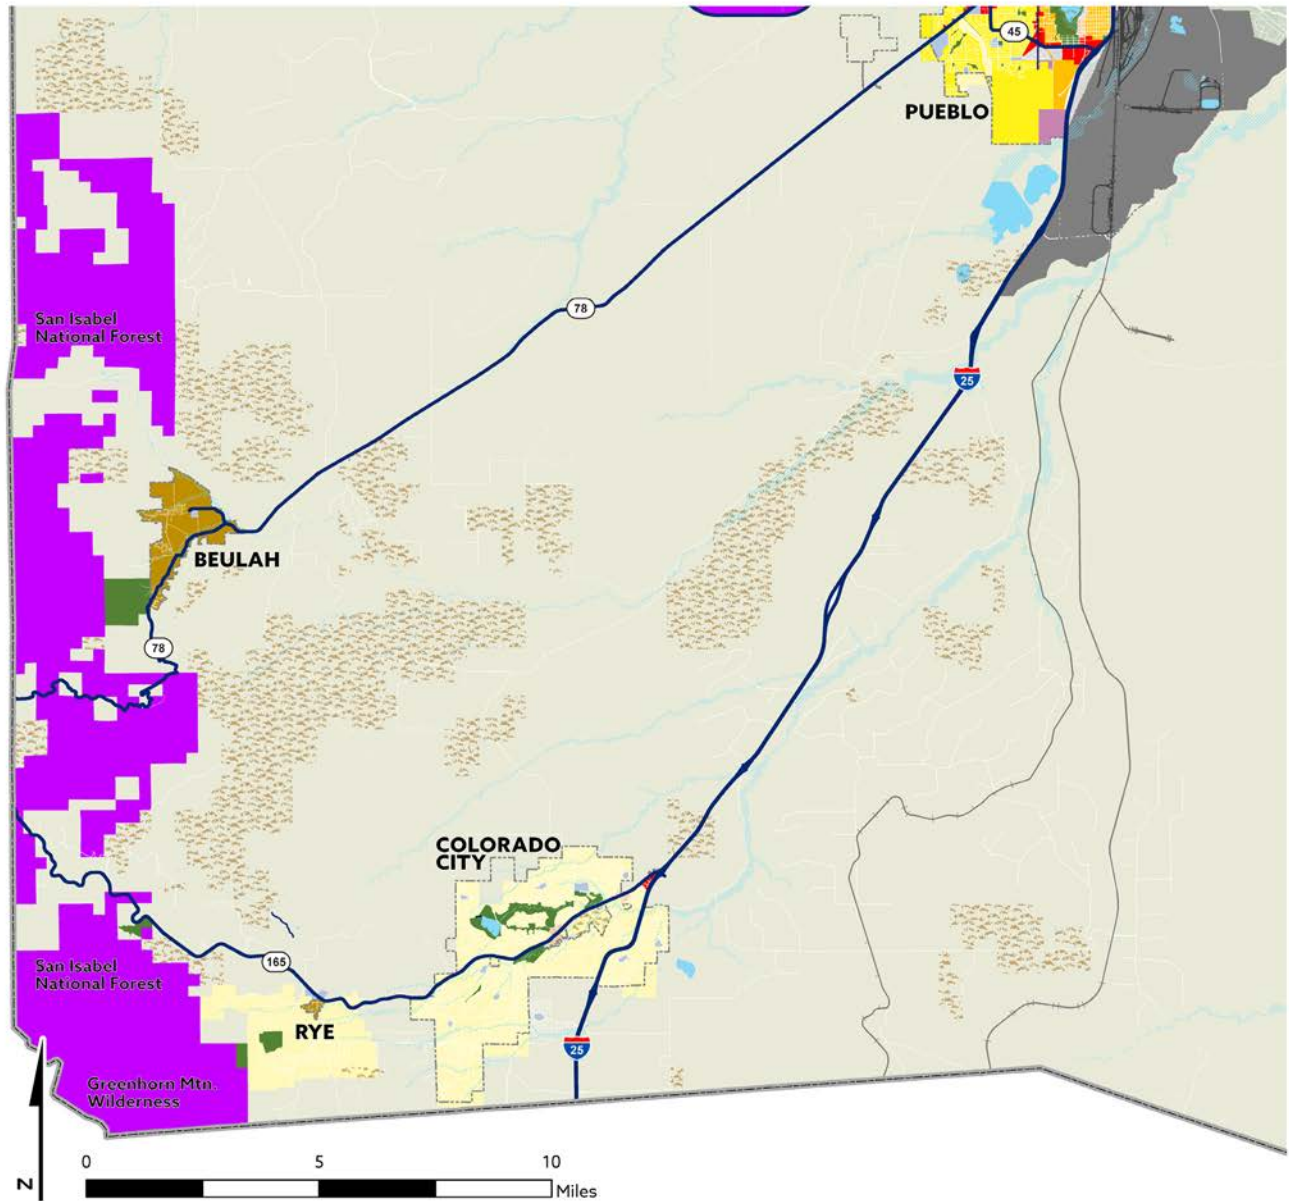 45
PUEBLO
San Isabel
National Forest
78
25
BEULAH
78
COLORADO
CITY
San Isabel
National Forest
165
RYE
25
Greenhorn Mtn.
Wilderness
N
0 5 10
Miles